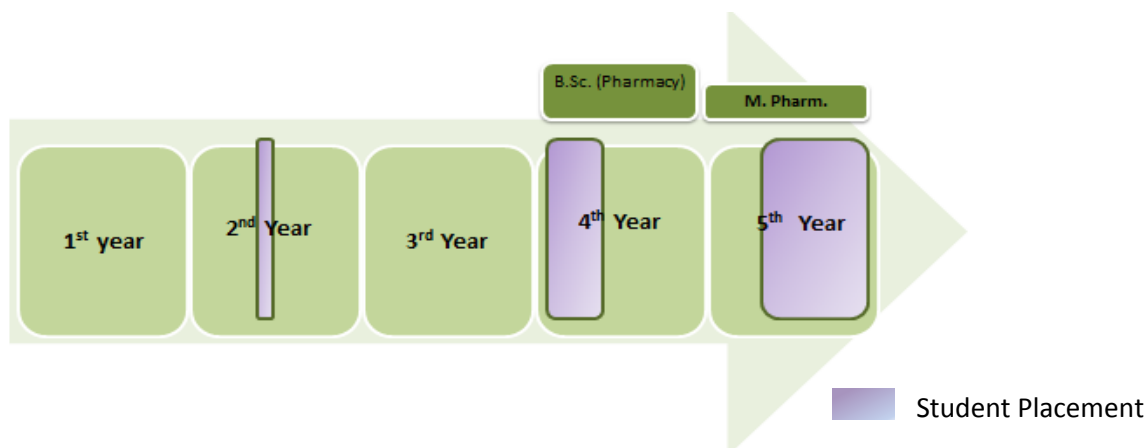 B.Sc. (Pharmacy)
M. Pharm.
1st year
2nd Year
3rd Year
4th Year
5th Year
Student Placement